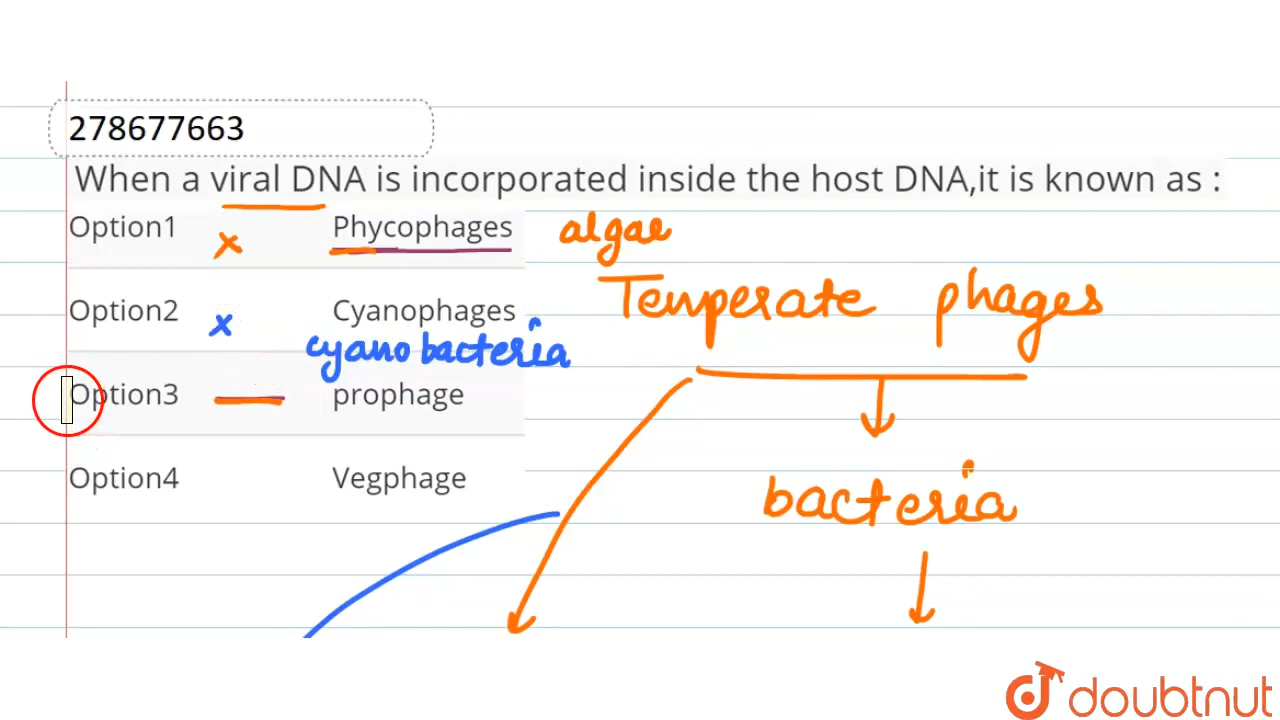 278677663
When a viral DNA is incorporated inside the host DNA,it is known as :
Option1 x Phycophages algae
Temperate phages
Option2 x Cyanophages
cyano bacteria
Option3 prophage
Option4 Vegphage
bacteria
doubtnut